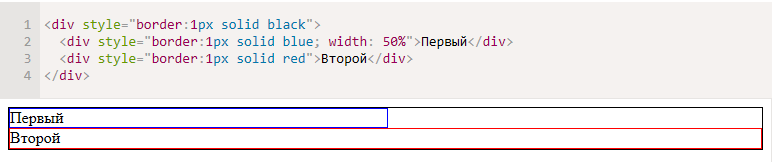 1 <div style="border:1px solid black">
2 <div style="border:1px solid blue; width: 50%">Первый</div>
3 <div style="border:1px solid red">Второй</div>
4 </div>
Первый
Второй